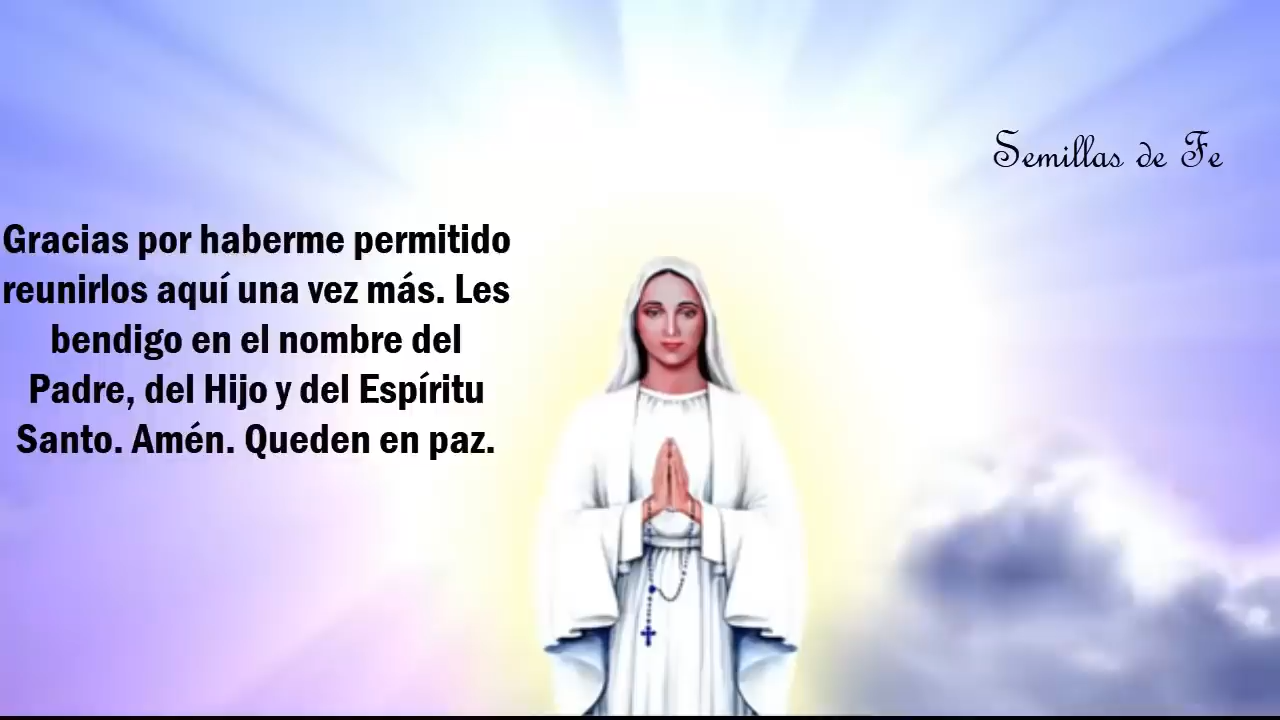 Semillas de Fe
Gracias por haberme permitido
reunirlos aquí una vez más. Les
bendigo en el nombre del
Padre, del Hijo y del Espíritu
Santo. Amén. Queden en paz.